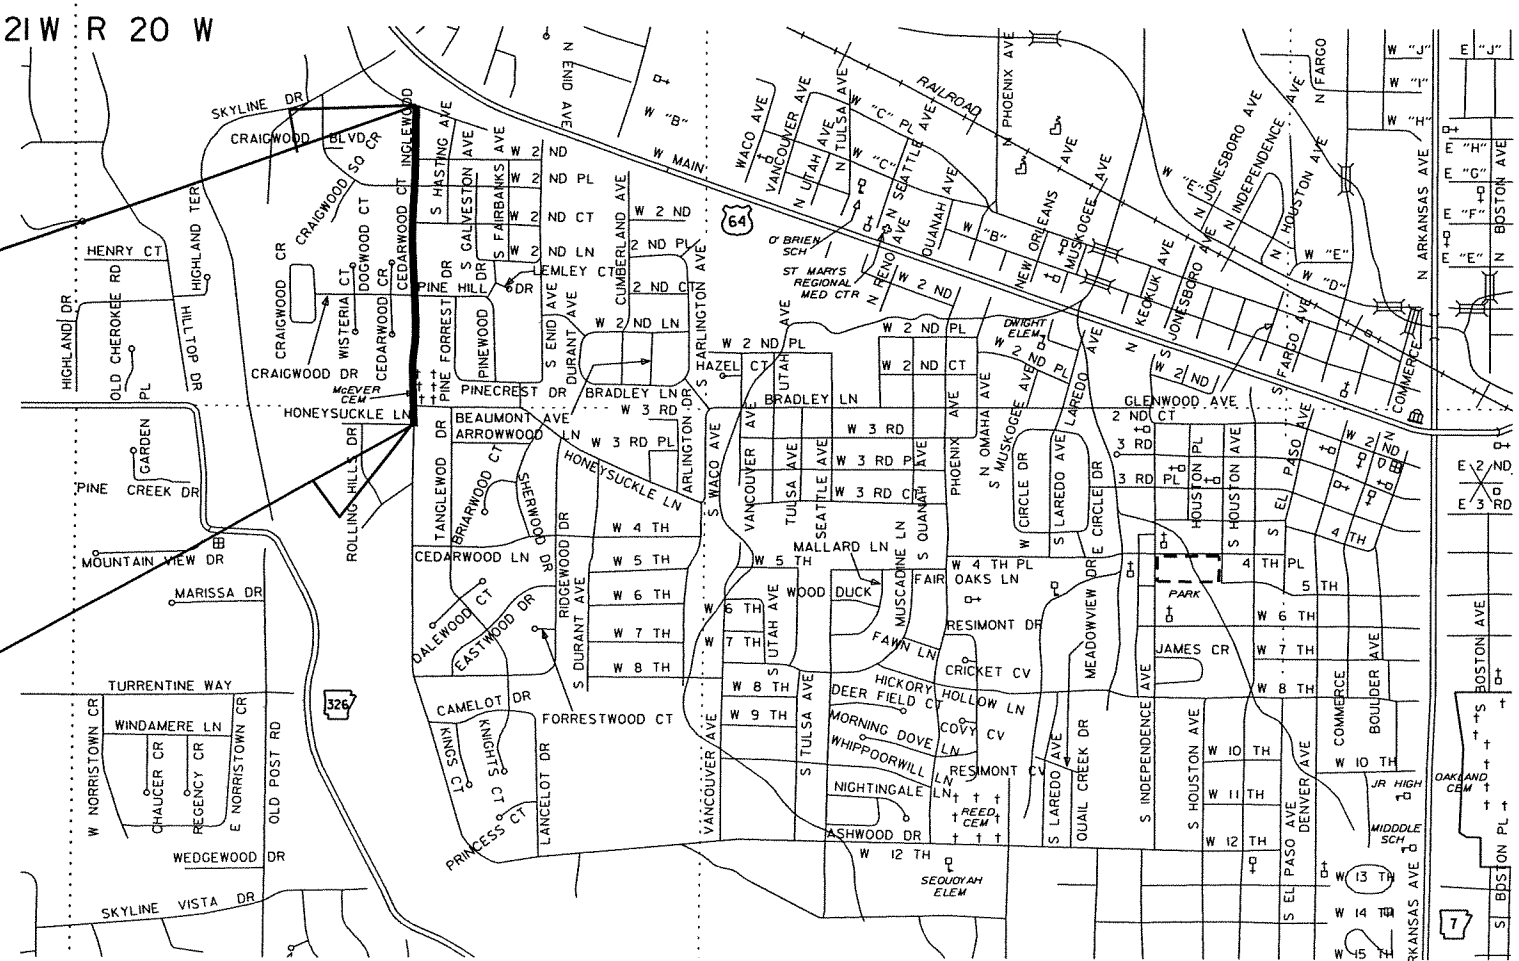 21W R 20 W
SKYLINE DR
CRAIGWOOD BLVD
CRAIGWOOD SQ CR
INGLEWOOD
CEDARWOOD CT
DOGWOOD CT
WISTERIA CT
CEDARWOOD CR
CRAIGWOOD CR
CRAIGWOOD DR
McEVER
CEM
HONEYSUCKLE LN
HENRY CT
HIGHLAND TER
HIGHLAND DR
OLD CHEROKEE RD
HILLTOP DR
GARDEN PL
PINE CREEK DR
MOUNTAIN VIEW DR
MARISSA DR
ROLLING HILLS DR
TURRENTINE WAY
WINDAMERE LN
W NORRISTOWN CR
CHAUCER CR
REGENCY CR
E NORRISTOWN CR
OLD POST RD
326
WEDGEWOOD DR
SKYLINE VISTA DR
S HASTING AVE
S GALVESTON AVE
S FAIRBANKS AVE
W 2 ND
W 2 ND PL
W 2 ND CT
W 2 ND LN
LEMLEY CT
PINE HILL DR
DR
PINE FORREST DR
PINEWOOD
PINECREST DR
S ENID AVE
DURANT AVE
CUMBERLAND AVE
W 2 ND
2 ND PL
2 ND CT
W 2 ND LN
S ARLINGTON AVE
N ENID AVE
W "B"
W MAIN
64
BRADLEY LN
W 3 RD
W 3 RD PL
BEAUMONT AVE
ARROWWOOD LN
HONEYSUCKLE LN
ARLINGTON DR
TANGLEWOOD DR
BRIARWOOD CT
SHERWOOD DR
RIDGEWOOD DR
CEDARWOOD LN
W 4 TH
W 5 TH
W 6 TH
W 7 TH
W 8 TH
DALEWOOD CT
EASTWOOD DR
S DURANT AVE
FORRESTWOOD CT
CAMELOT DR
KINGS CT
KNIGHTS CT
LANCELOT DR
PRINCESS CT
WACO AVE
VANCOUVER AVE
N UTAH AVE
N TULSA AVE
W "C" PL
W "C"
N SEATTLE AVE
RAILROAD
N PHOENIX AVE
O'BRIEN
SCH
ST MARYS
REGIONAL
MED CTR
N RENO AVE
QUANAH AVE
W "B"
NEW ORLEANS
MUSKOGEE AVE
W 2 ND
W 2 ND PL
W 2 ND PL
W 2 ND CT
HAZEL CT
BRADLEY LN
W 3 RD
W 3 RD PL
W 3 RD CT
S WACO AVE
VANCOUVER AVE
UTAH AVE
TULSA AVE
SEATTLE AVE
S QUANAH AVE
PHOENIX AVE
N OMAHA AVE
S MUSKOGEE AVE
DWIGHT
ELEM
W 2 ND PL
LAREDO AVE
W CIRCLE DR
S LAREDO AVE
E CIRCLE DR
W 5 TH
MALLARD LN
WOOD DUCK
MUSCADINE LN
FAIR OAKS LN
W 4 TH PL
W 6 TH
W 7 TH
W 8 TH
W 9 TH
S UTAH AVE
FAWN LN
RESIMONT DR
CRICKET CV
HICKORY HOLLOW LN
DEER FIELD CT
MORNING DOVE LN
COVY CV
WHIPPOORWILL LN
RESIMONT CV
NIGHTINGALE LN
REED
CEM
ASHWOOD DR
W 12 TH
SEQUOYAH
ELEM
VANCOUVER AVE
S TULSA AVE
MEADOWVIEW DR
S LAREDO AVE
QUAIL CREEK DR
S INDEPENDENCE AVE
S HOUSTON AVE
N KEOKUK AVE
N JONESBORO AVE
S JONESBORO AVE
N INDEPENDENCE AVE
N HOUSTON AVE
W "E"
W "E"
W "D"
N FARGO
S FARGO AVE
W 2 ND
GLENWOOD AVE
2 ND CT
3 RD
3 RD PL
HOUSTON PL
S HOUSTON AVE
S EL PASO AVE
W 2 ND
4 TH
4 TH PL
5 TH
PARK
JAMES CR
W 6 TH
W 7 TH
W 8 TH
COMMERCE
BOULDER AVE
W 10 TH
W 11 TH
W 12 TH
W 10 TH
DENVER AVE
S EL PASO AVE
JR HIGH
MIDDDLE
SCH
W 13 TH
W 14 TH
W 15 TH
RKANSAS AVE
7
OAKLAND
CEM
W "J"
W "I"
W "H"
E "J"
E "H"
E "G"
E "F"
E "E"
N ARKANSAS AVE
N BOSTON AVE
COMMERCE
E 2 ND
E 3 RD
S BOSTON AVE
S BOSTON PL